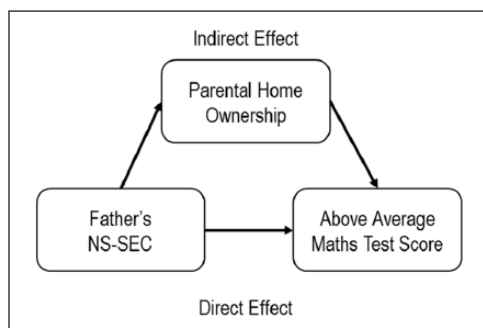 Indirect Effect
Parental Home
Ownership
Father's
NS-SEC
Above Average
Maths Test Score
Direct Effect